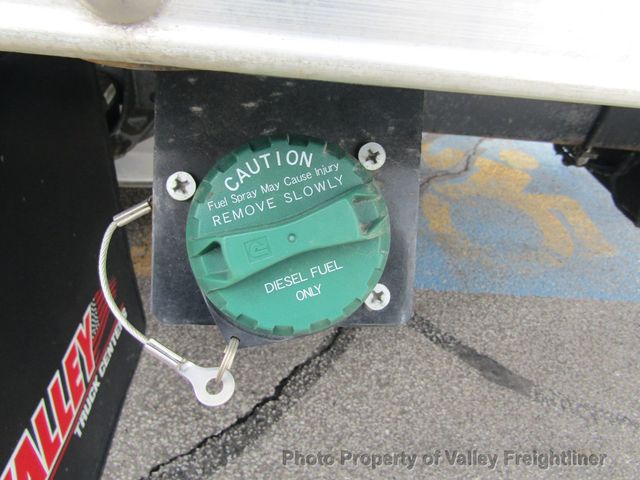 CAUTION
Fuel Spray May Cause Injury
REMOVE SLOWLY
R
DIESEL FUEL
ONLY
VALLEY
TRUCK CENTERS
Photo Property of Valley Freightliner